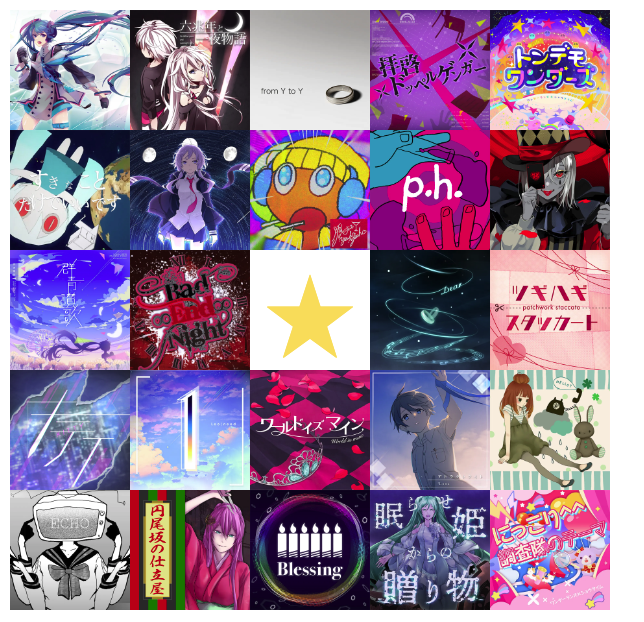 六兆年と
一夜物語
from Y to Y
拝啓
ドッペルゲンガー
トンデモ
ワンダーズ
すきなこと
だけでいいです
p.h.
群青讃歌
Bad
End
Night
Dear
ツギハギ
patchwork staccato
スタッカート
1
ワールドイズマイン
World is mine
ECHO
円尾坂の仕立屋
Blessing
眠らせ姫
からの
贈り物
にっこり^^
調査隊のテーマ